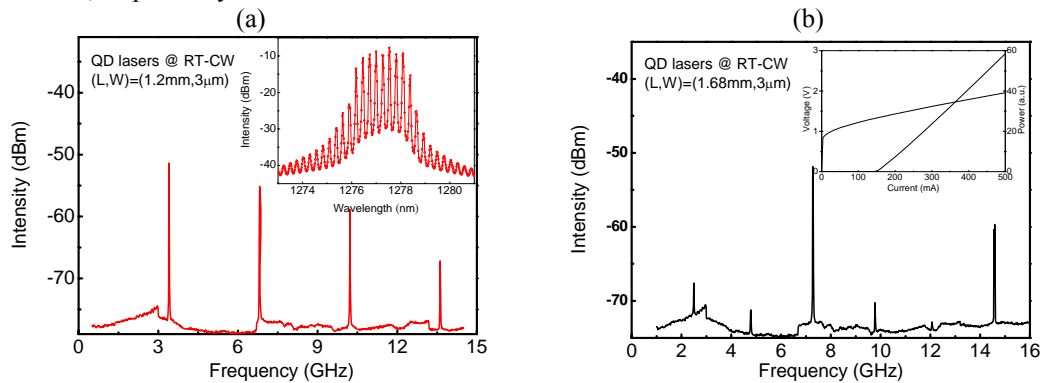 (a)
(b)
QD lasers @ RT-CW
(L,W)=(1.2mm,3μm)
Intensity (dBm)
-40
-50
-60
-70
3
6
9
12
15
Frequency (GHz)
Intensity (dBm)
-10
-20
-30
-40
1274
1276
1278
1280
Wavelength (nm)
QD lasers @ RT-CW
(L,W)=(1.68mm,3μm)
Intensity (dBm)
-40
-50
-60
-70
0
2
4
6
8
10
12
14
16
Frequency (GHz)
Voltage (V)
3
2
1
0
0
100
200
300
400
500
Current (mA)
60
40
20
0
Power (a.u.)